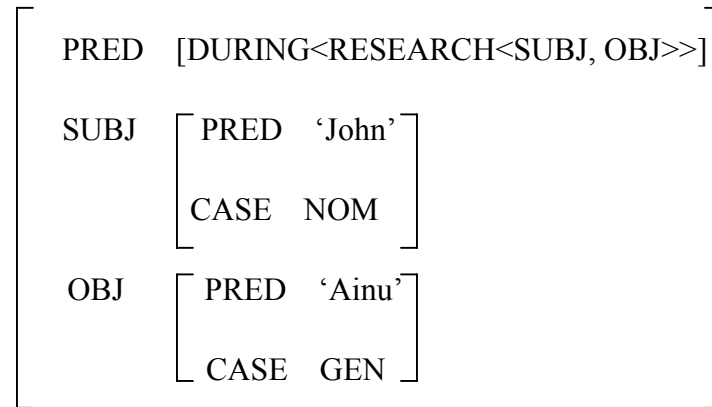 PRED [DURING<RESEARCH<SUBJ, OBJ>>]
SUBJ PRED ‘John’
CASE NOM
OBJ PRED ‘Ainu’
CASE GEN